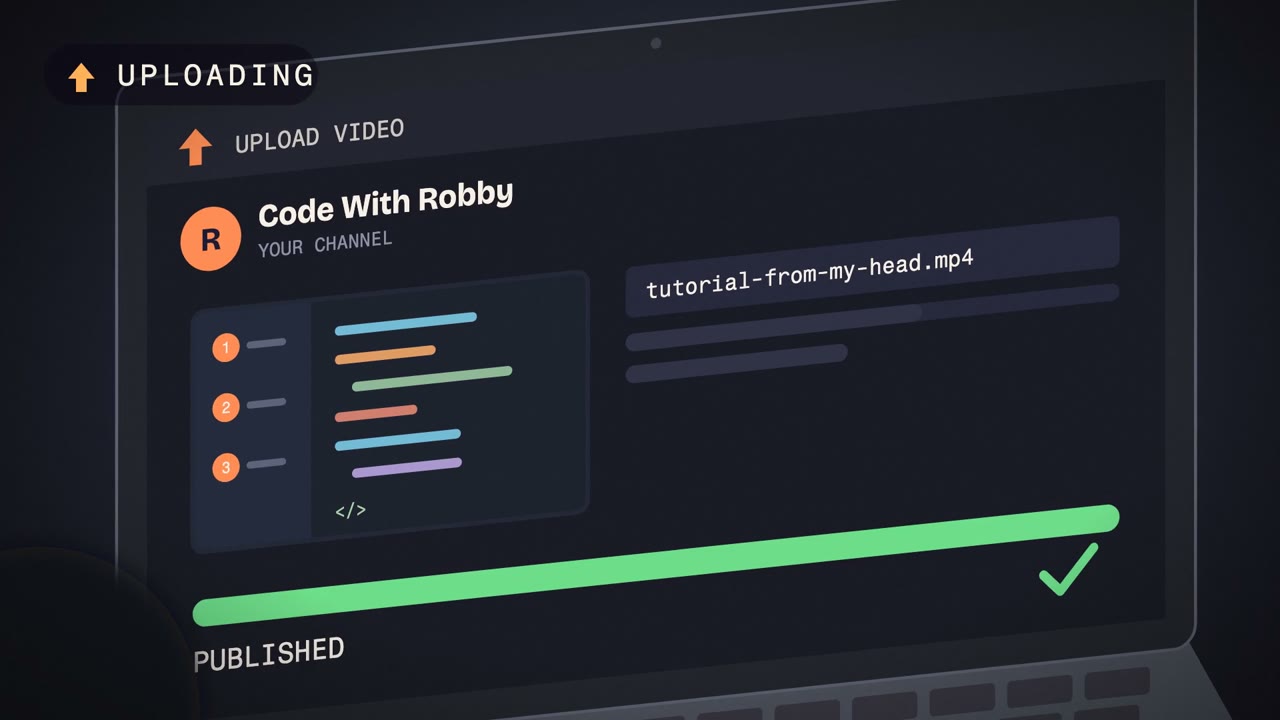 UPLOADING
UPLOAD VIDEO
R
Code With Robby
YOUR CHANNEL
tutorial-from-my-head.mp4
1
2
3
</>
PUBLISHED